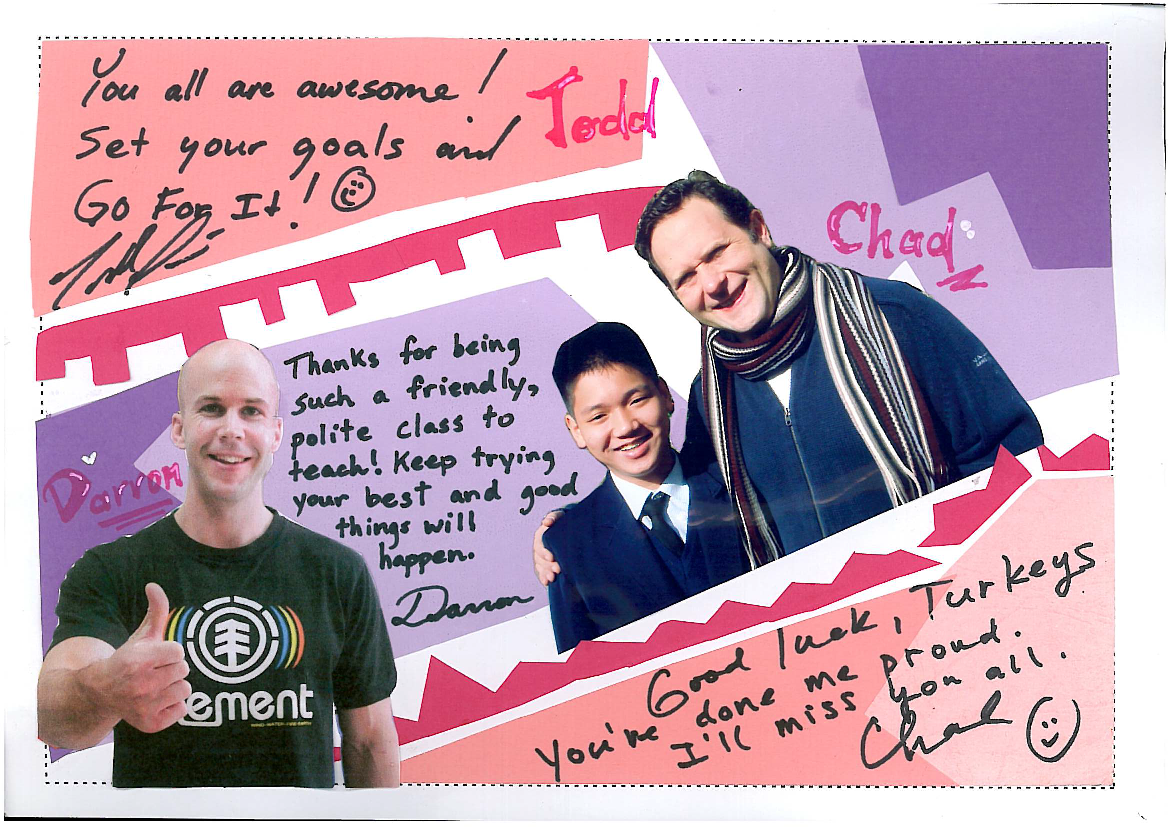 You all are awesome!
Set your goals and
Go For It!
Todd
Chad
Darron
Thanks for being
such a friendly,
polite class to
teach! Keep trying
your best and good
things will
happen.
Darron
element
Good luck, Turkeys
You've done me proud.
I'll miss you all.
Chad